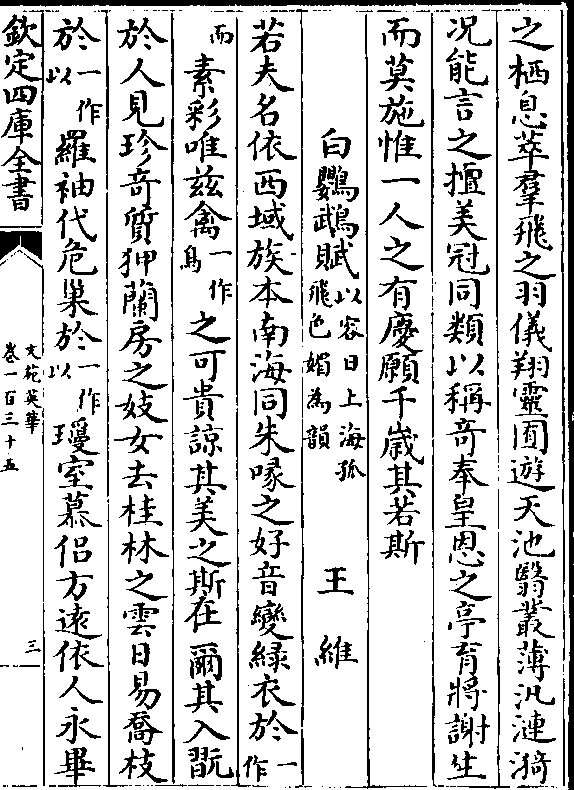 之栖息萃羣飛之羽儀翔靈囿遊天池翳叢薄汎漣漪
况能言之擅美冠同類以稱奇奉皇恩之亭育將謝生
而莫施惟一人之有慶願千歲其若斯
白鸚鵡賦以容日上海孤飛色媚為韻 王維
若夫名依西域族本南海同朱喙之好音變緑衣於一作
而素彩唯兹禽一作鳥之可貴諒其美之斯在爾其入翫
於人見珍奇質狎蘭房之妓女去桂林之雲日易喬枝
於一作以羅袖代危巢於一作以瓊室慕侣方遠依人永畢
欽定四庫全書
文苑英華
卷一百三十五
三